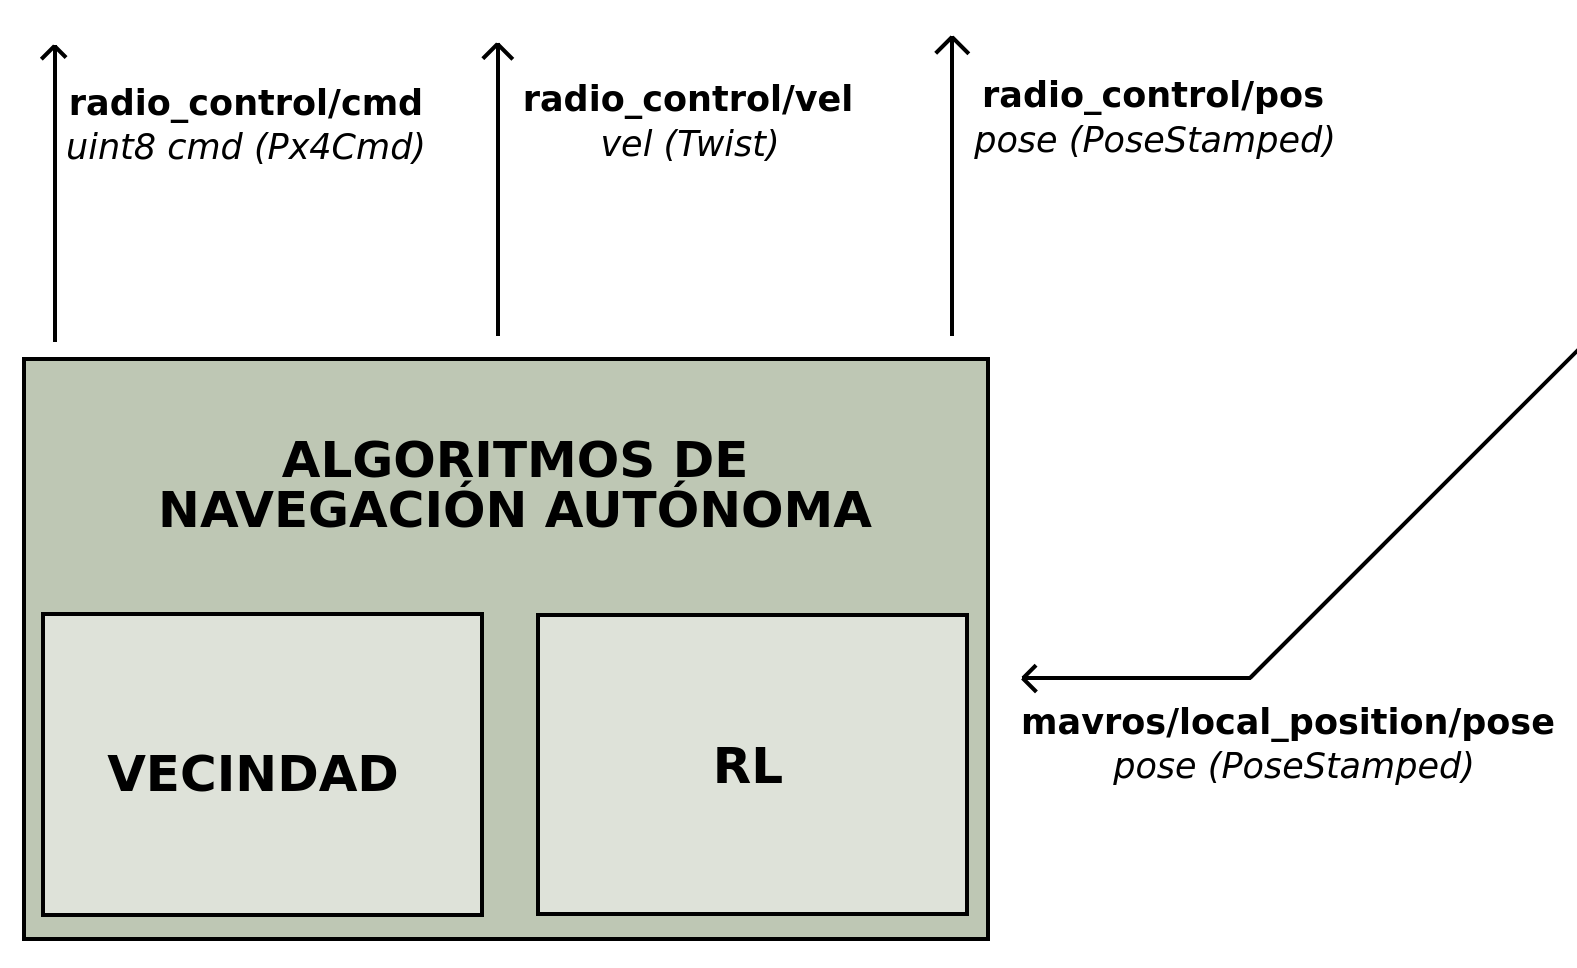 radio_control/cmd
uint8 cmd (Px4Cmd)
radio_control/vel
vel (Twist)
radio_control/pos
pose (PoseStamped)
ALGORITMOS DE
NAVEGACIÓN AUTÓNOMA
VECINDAD
RL
mavros/local_position/pose
pose (PoseStamped)